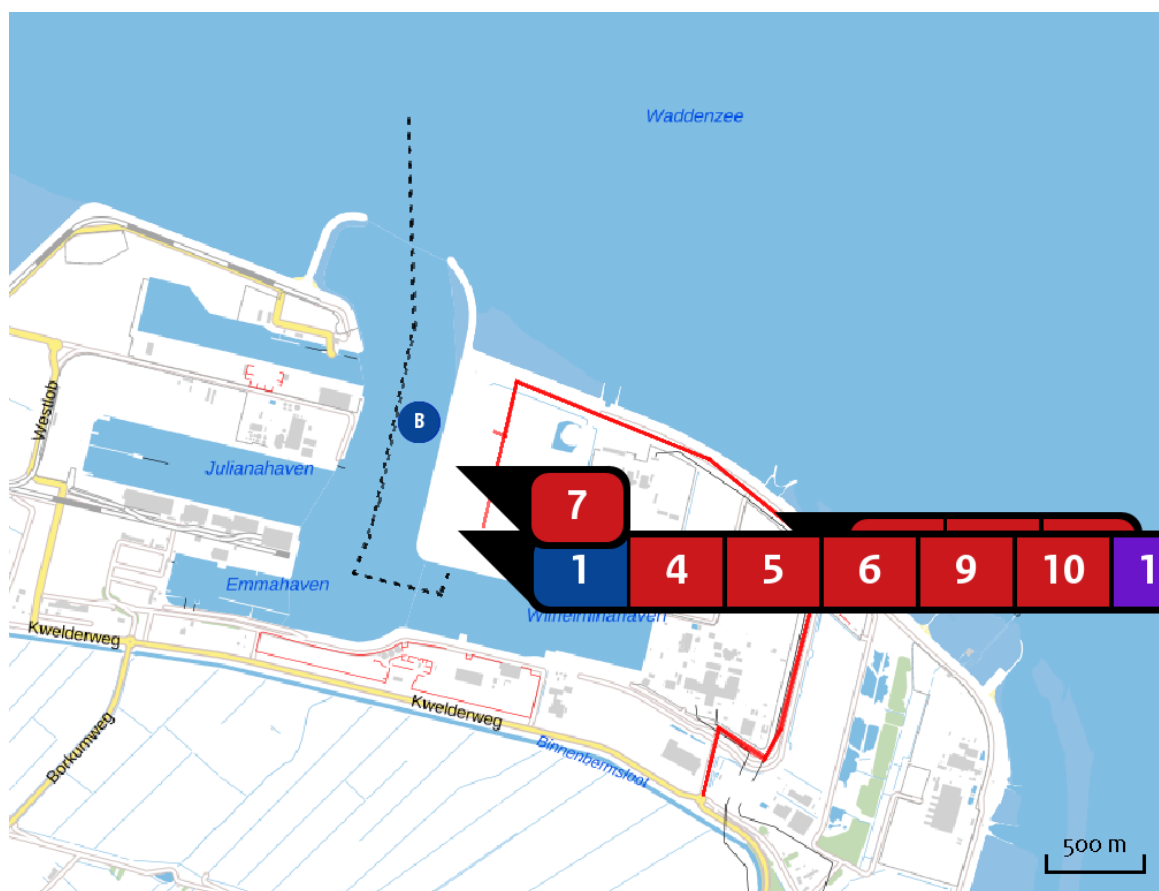 Waddenzee
Westlob
B
Julianahaven
7
1 4 5 6 9 10 1
Emmahaven
Wilhelminahaven
Kwelderweg
Kwelderweg
Borkumweg
Binnenbermsloot
500 m